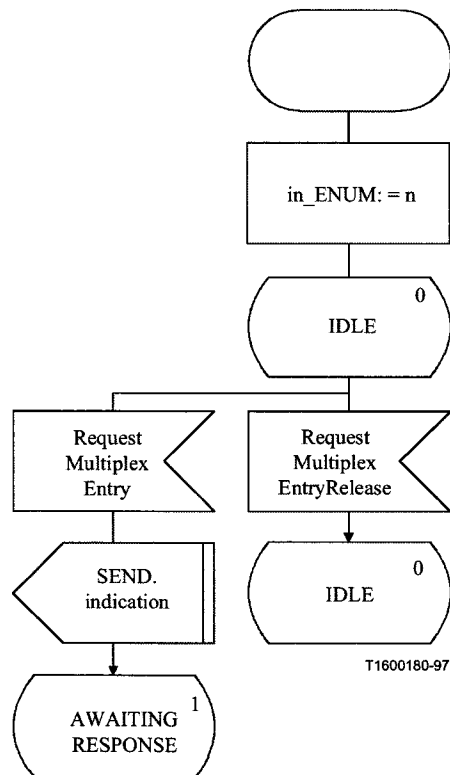 in_ENUM: = n
0
IDLE
Request
Multiplex
Entry
Request
Multiplex
EntryRelease
SEND.
indication
0
IDLE
T1600180-97
1
AWAITING
RESPONSE